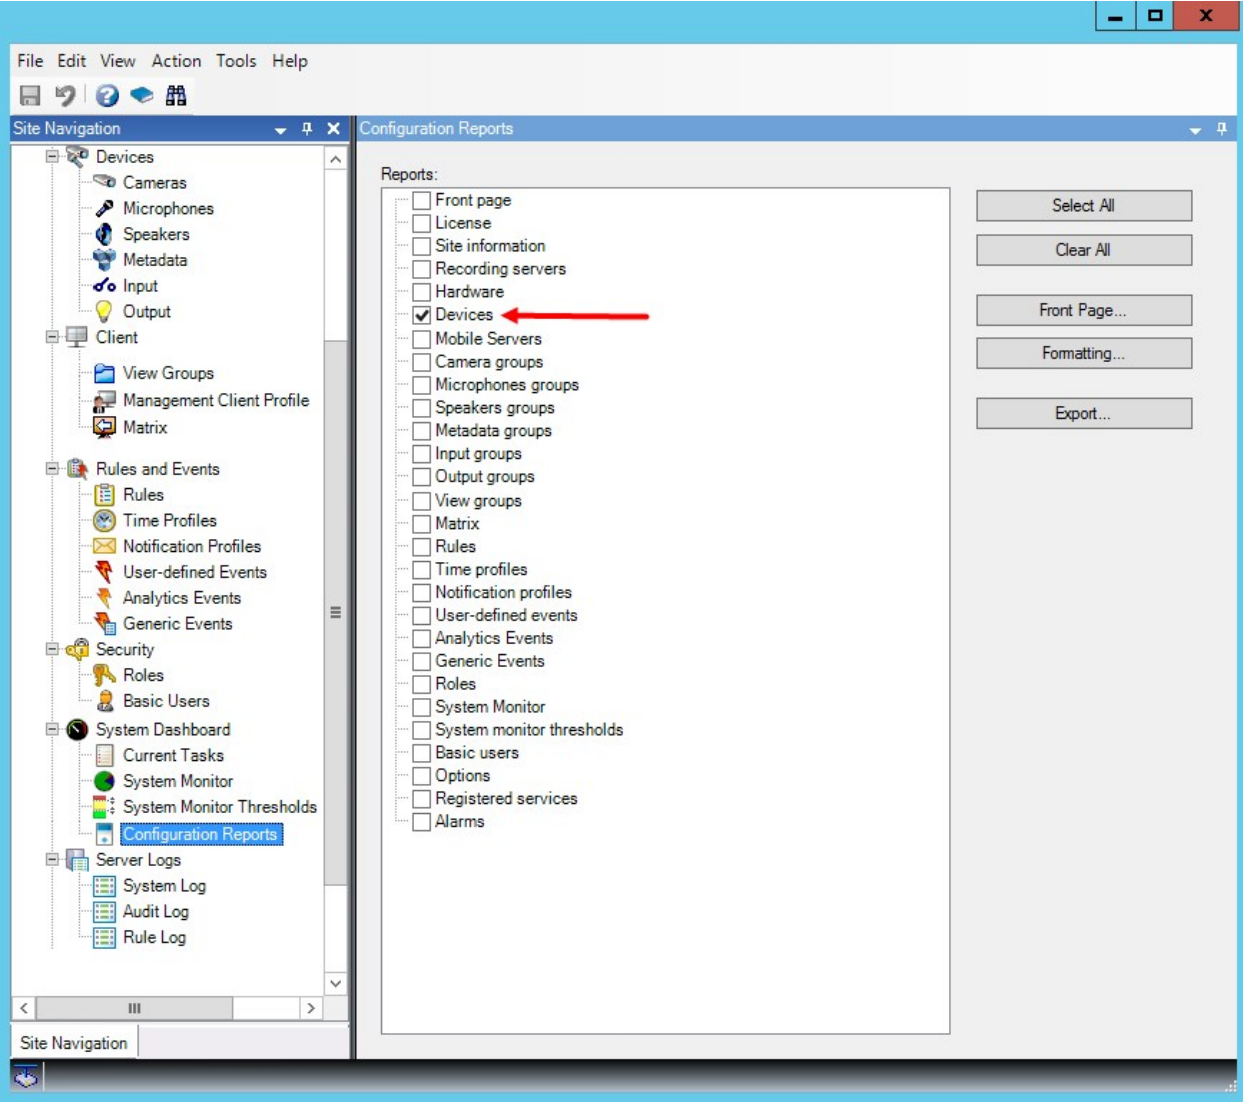 X
File Edit View Action Tools Help
Site Navigation
Devices
Cameras
Microphones
Speakers
Metadata
Input
Output
Client
View Groups
Management Client Profile
Matrix
Rules and Events
Rules
Time Profiles
Notification Profiles
User-defined Events
Analytics Events
Generic Events
Security
Roles
Basic Users
System Dashboard
Current Tasks
System Monitor
System Monitor Thresholds
Configuration Reports
Server Logs
System Log
Audit Log
Rule Log
Site Navigation
Configuration Reports
Reports:
Front page
License
Site information
Recording servers
Hardware
Devices
Mobile Servers
Camera groups
Microphones groups
Speakers groups
Metadata groups
Input groups
Output groups
View groups
Matrix
Rules
Time profiles
Notification profiles
User-defined events
Analytics Events
Generic Events
Roles
System Monitor
System monitor thresholds
Basic users
Options
Registered services
Alarms
Select All
Clear All
Front Page...
Formatting...
Export...